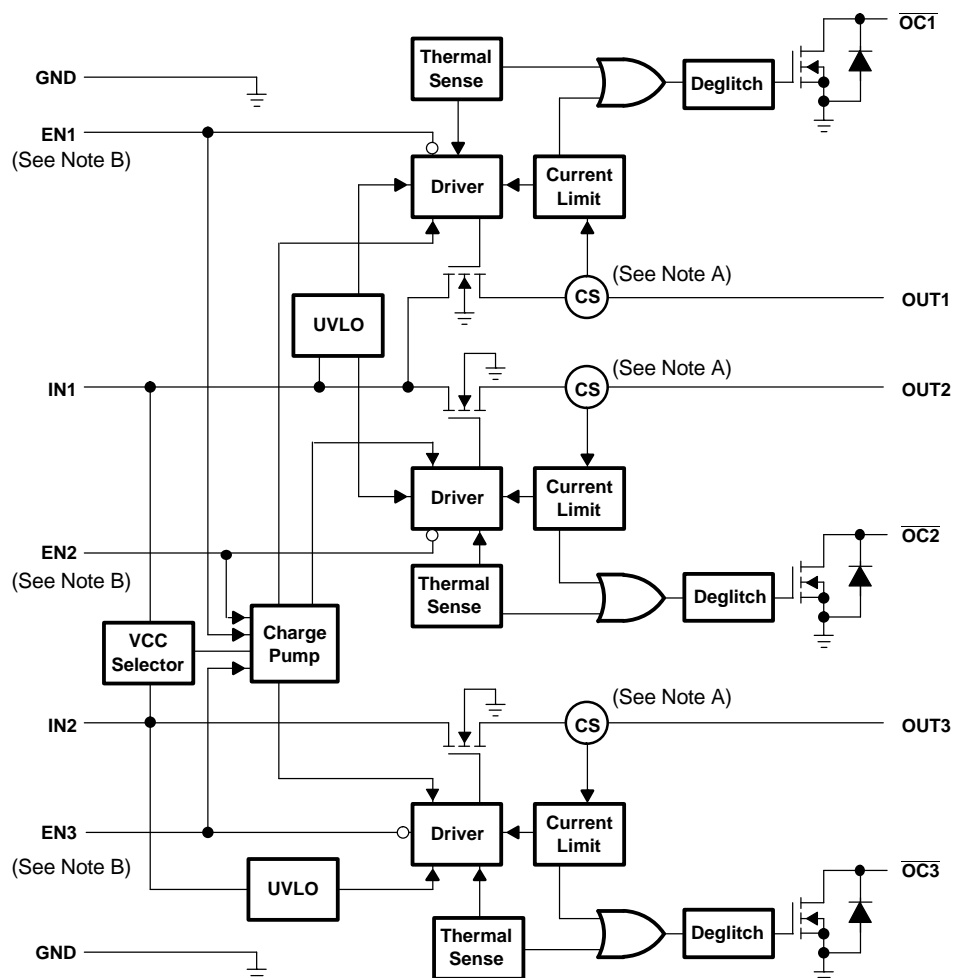 OC1
Thermal
Sense
Deglitch
GND
EN1
(See Note B)
Driver
Current
Limit
(See Note A)
CS
OUT1
UVLO
IN1
(See Note A)
CS
OUT2
Driver
Current
Limit
EN2
(See Note B)
OC2
Thermal
Sense
Deglitch
VCC
Selector
Charge
Pump
IN2
(See Note A)
CS
OUT3
EN3
(See Note B)
Driver
Current
Limit
UVLO
OC3
Thermal
Sense
Deglitch
GND